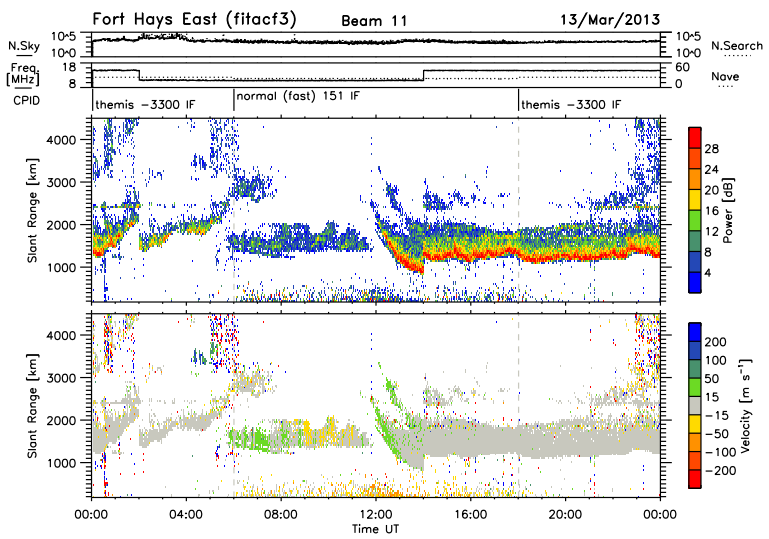 Fort Hays East (fitacf3) Beam 11 13/Mar/2013
N.Sky 10^5 10^0 10^5 10^0 N.Search
Freq. [MHz] 18 8 60 0 Nave
CPID themis -3300 IF normal (fast) 151 IF themis -3300 IF
Slant Range [km] 4000 3000 2000 1000
Power [dB] 28 24 20 16 12 8 4
Slant Range [km] 4000 3000 2000 1000
Velocity [m s^-1] 200 100 50 15 -15 -50 -100 -200
00:00 04:00 08:00 12:00 16:00 20:00 00:00
Time UT